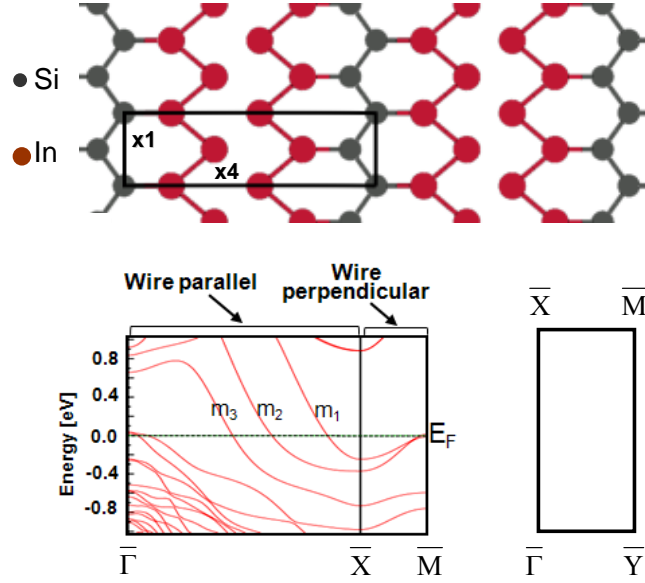 Si
In
x1
x4
Wire parallel
Wire
perpendicular
Energy [eV]
0.8
0.4
0.0
-0.4
-0.8
m₃
m₂
m₁
E_F
Γ̅
X̅
M̅
X̅
M̅
Γ̅
Y̅